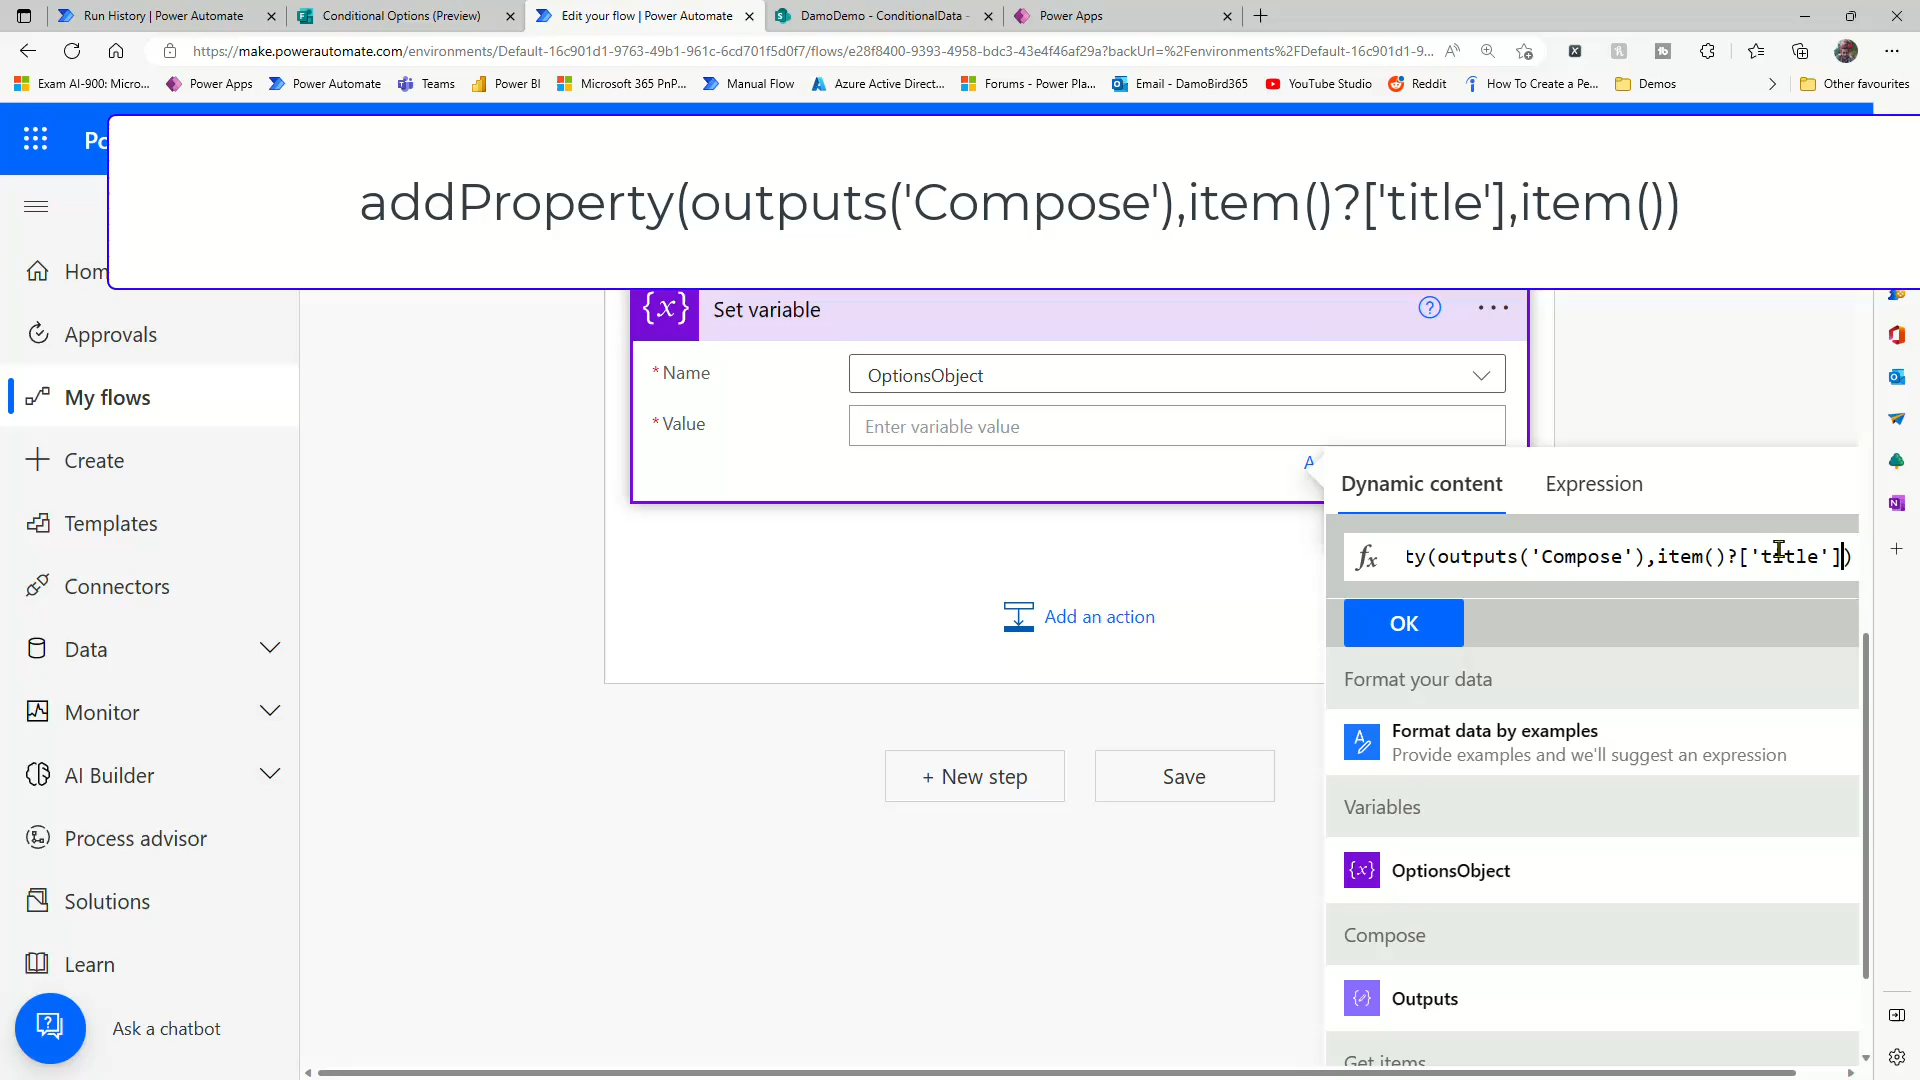 Run History | Power Automate
Conditional Options (Preview)
Edit your flow | Power Automate
DamoDemo - ConditionalData -
Power Apps
https://make.powerautomate.com/environments/Default-16c901d1-9763-49b1-961c-6cd701f5d0f7/flows/e28f8400-9393-4958-bdc3-43e4f46af29a?backUrl=%2Fenvironments%2FDefault-16c901d1-9...
Exam AI-900: Micro...
Power Apps
Power Automate
Teams
Power BI
Microsoft 365 PnP...
Manual Flow
Azure Active Direct...
Forums - Power Pla...
Email - DamoBird365
YouTube Studio
Reddit
How To Create a Pe...
Demos
Other favourites
Po
addProperty(outputs('Compose'),item()?['title'],item())
Hom
Approvals
My flows
Create
Templates
Connectors
Data
Monitor
AI Builder
Process advisor
Solutions
Learn
Ask a chatbot
{x} Set variable
* Name
OptionsObject
* Value
Enter variable value
A
Dynamic content
Expression
fx ty(outputs('Compose'),item()?['title'])
OK
Format your data
Format data by examples
Provide examples and we'll suggest an expression
Variables
{x} OptionsObject
Compose
Outputs
Get items
Add an action
+ New step
Save